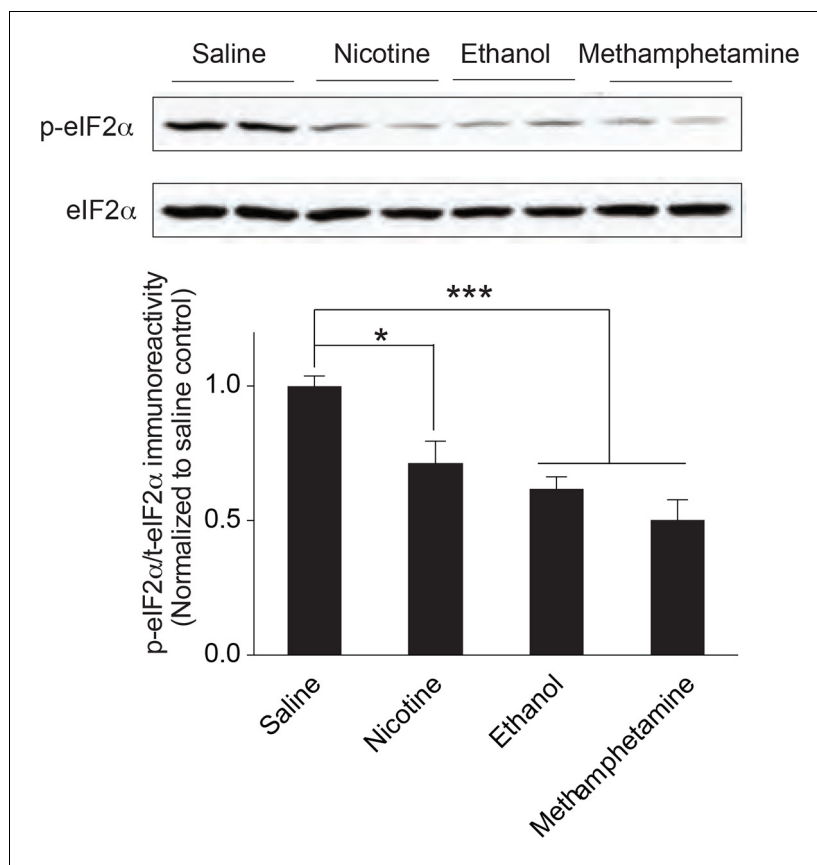 Saline Nicotine Ethanol Methamphetamine
p-eIF2α
eIF2α
p-eIF2α/t-eIF2α immunoreactivity
(Normalized to saline control)
***
*
1.0
0.5
0.0
Saline
Nicotine
Ethanol
Methamphetamine